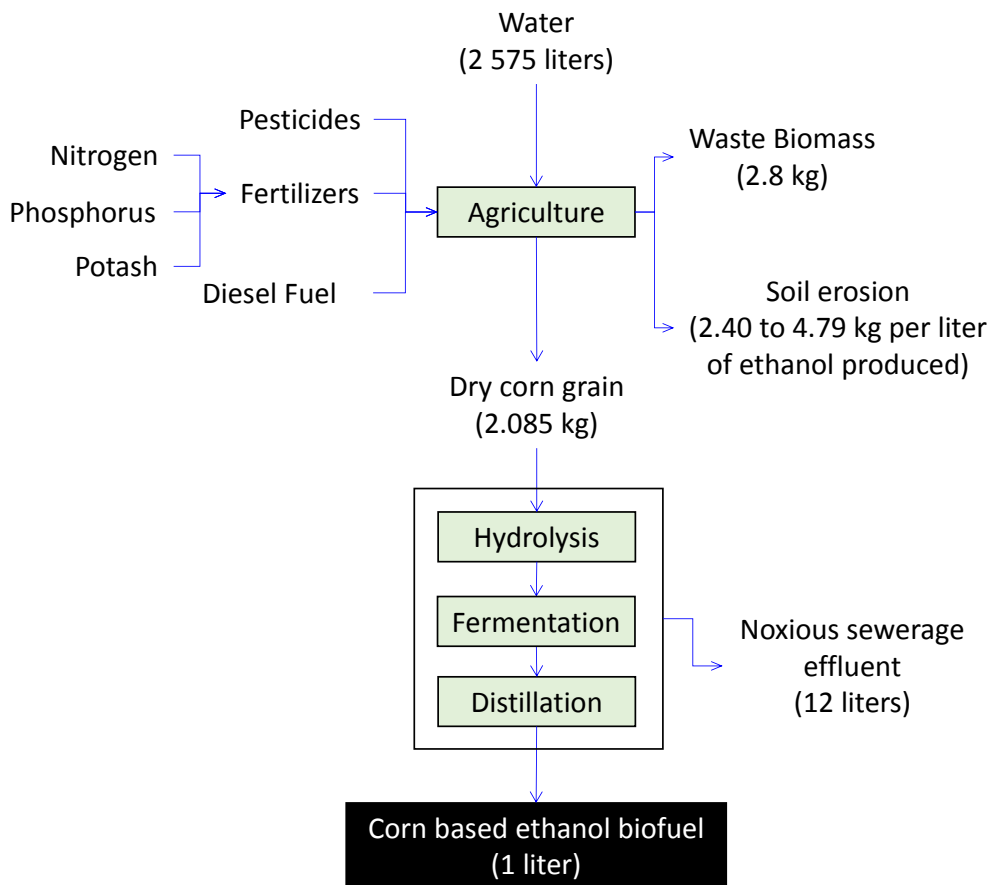 Water
(2 575 liters)
Pesticides
Nitrogen
Phosphorus
Potash
Fertilizers
Diesel Fuel
Agriculture
Waste Biomass
(2.8 kg)
Soil erosion
(2.40 to 4.79 kg per liter
of ethanol produced)
Dry corn grain
(2.085 kg)
Hydrolysis
Fermentation
Distillation
Noxious sewerage
effluent
(12 liters)
Corn based ethanol biofuel
(1 liter)